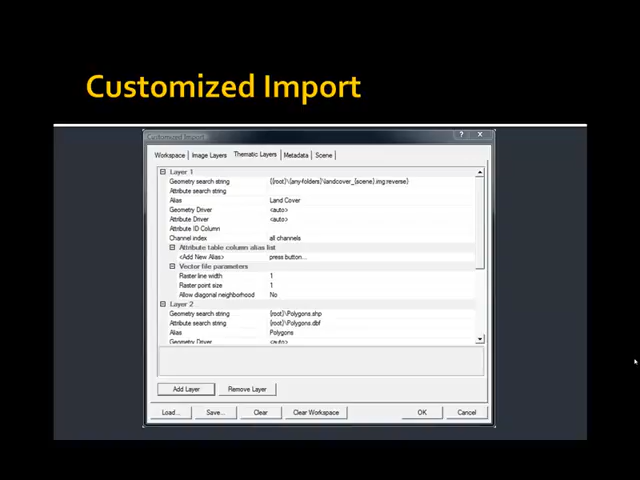 Customized Import
Customized Import
Workspace Image Layers Thematic Layers Metadata Scene
Layer 1
Geometry search string {{root}\{any-folders}\landcover_{scene}.img:reverse}
Attribute search string
Alias Land Cover
Geometry Driver <auto>
Attribute Driver <auto>
Attribute ID Column
Channel index all channels
Attribute table column alias list
<Add New Alias> press button...
Vector file parameters
Raster line width 1
Raster point size 1
Allow diagonal neighborhood No
Layer 2
Geometry search string {root}\Polygons.shp
Attribute search string {root}\Polygons.dbf
Alias Polygons
Geometry Driver <auto>
Add Layer Remove Layer
Load... Save... Clear Clear Workspace OK Cancel